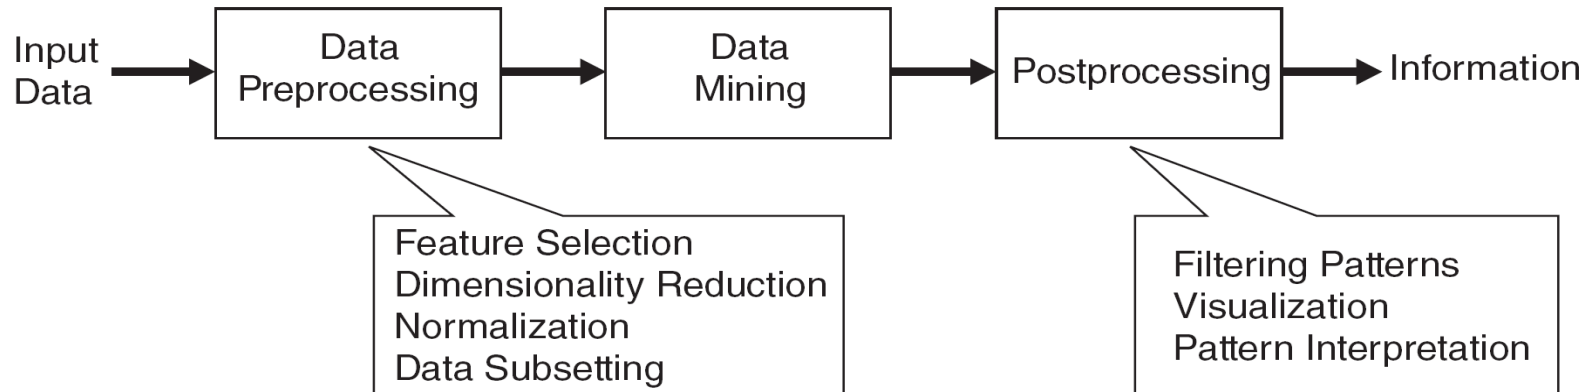 Input
Data
Data
Preprocessing
Data
Mining
Postprocessing
Information
Feature Selection
Dimensionality Reduction
Normalization
Data Subsetting
Filtering Patterns
Visualization
Pattern Interpretation